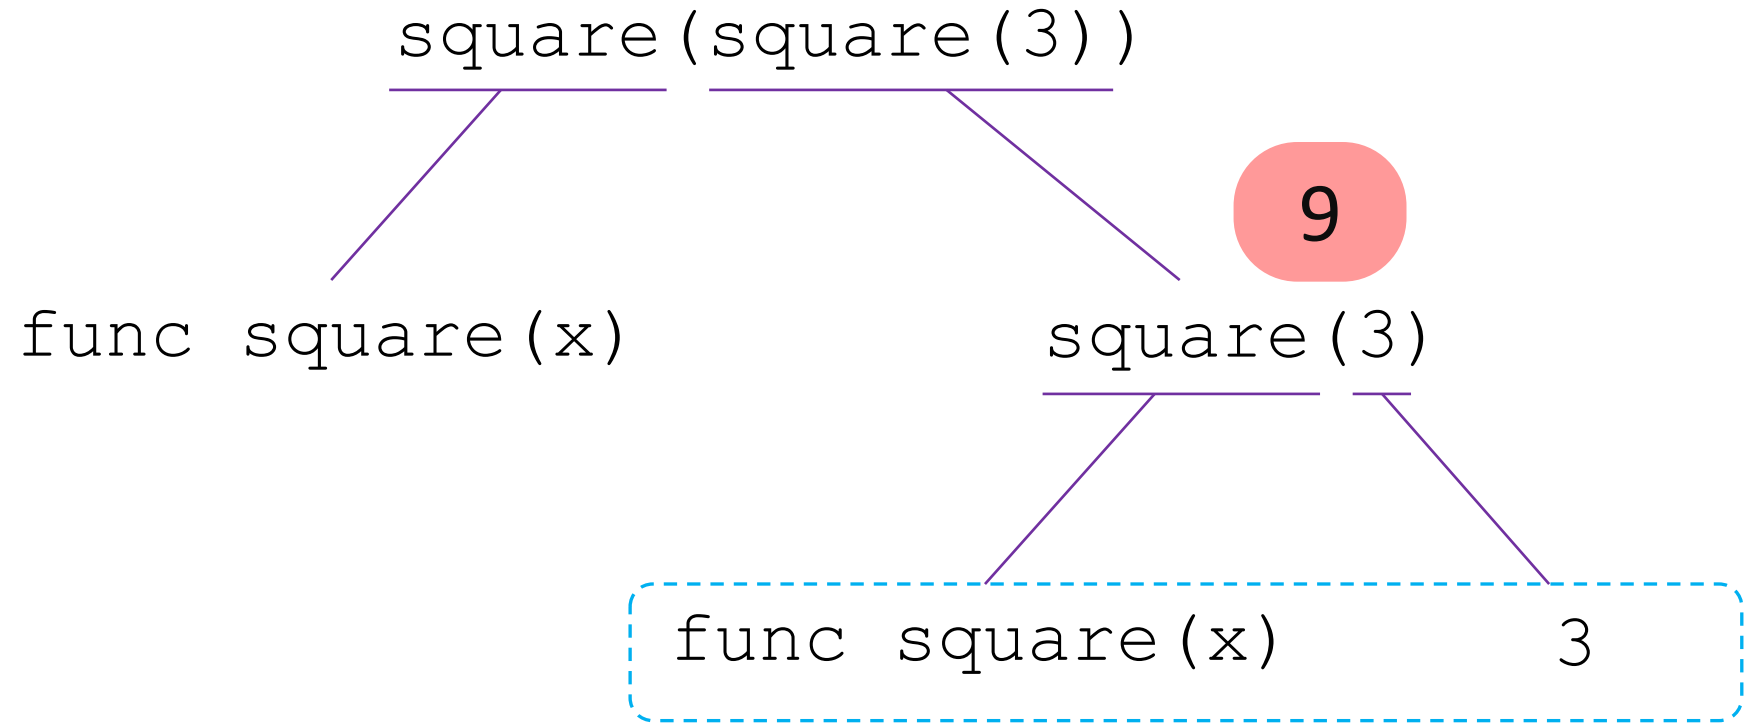 square(square(3))
9
func square(x)
square(3)
func square(x)
3